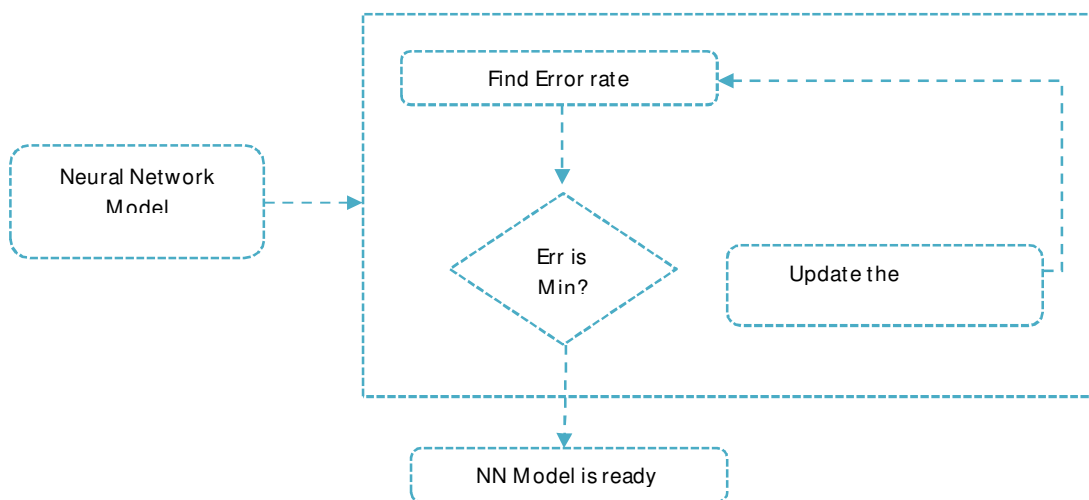 Find Error rate
Neural Network
Model
Err is
Min?
Update the
NN Model is ready